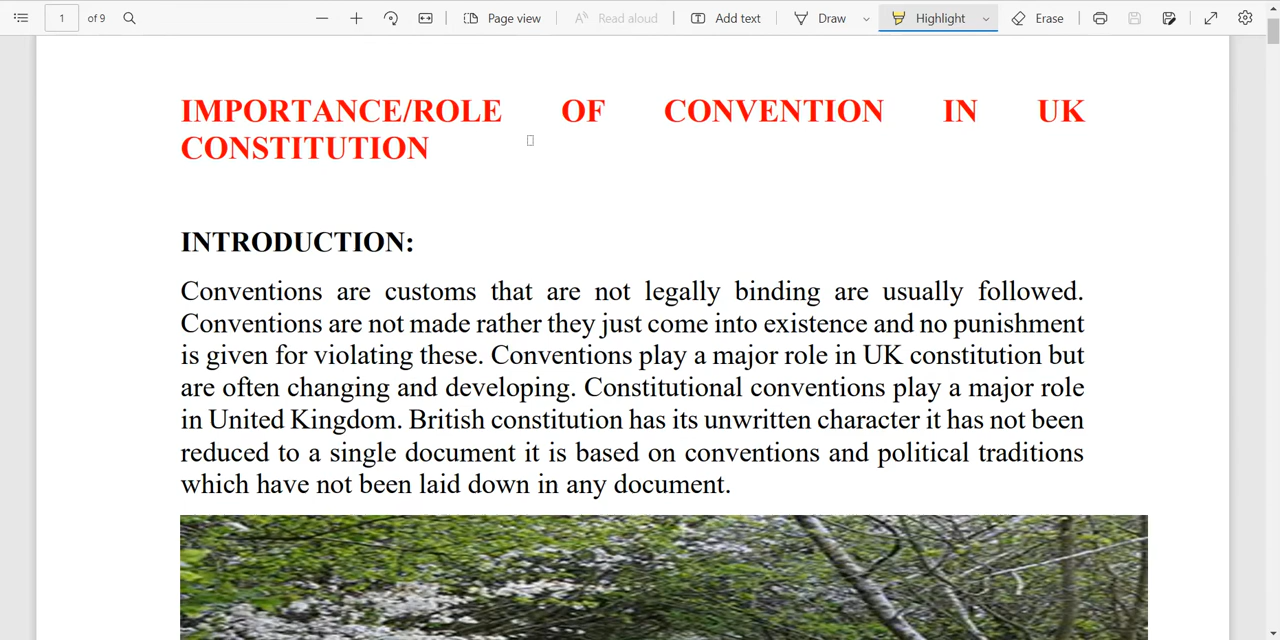 1 of 9 Page view Read aloud Add text Draw Highlight Erase
IMPORTANCE/ROLE OF CONVENTION IN UK
CONSTITUTION
INTRODUCTION:
Conventions are customs that are not legally binding are usually followed.
Conventions are not made rather they just come into existence and no punishment
is given for violating these. Conventions play a major role in UK constitution but
are often changing and developing. Constitutional conventions play a major role
in United Kingdom. British constitution has its unwritten character it has not been
reduced to a single document it is based on conventions and political traditions
which have not been laid down in any document.